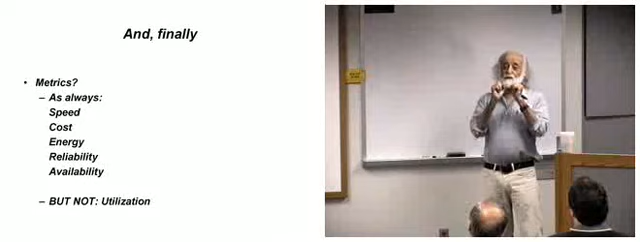 And, finally
• Metrics?
– As always:
Speed
Cost
Energy
Reliability
Availability
– BUT NOT: Utilization